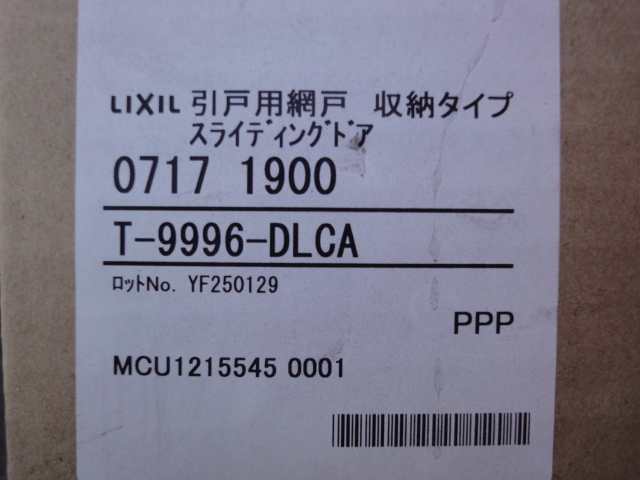 LIXIL 引戸用網戸 収納タイプ
ｽﾗｲﾃﾞｨﾝｸﾞﾄﾞｱ
0717 1900
T-9996-DLCA
ﾛｯﾄNo. YF250129
PPP
MCU1215545 0001